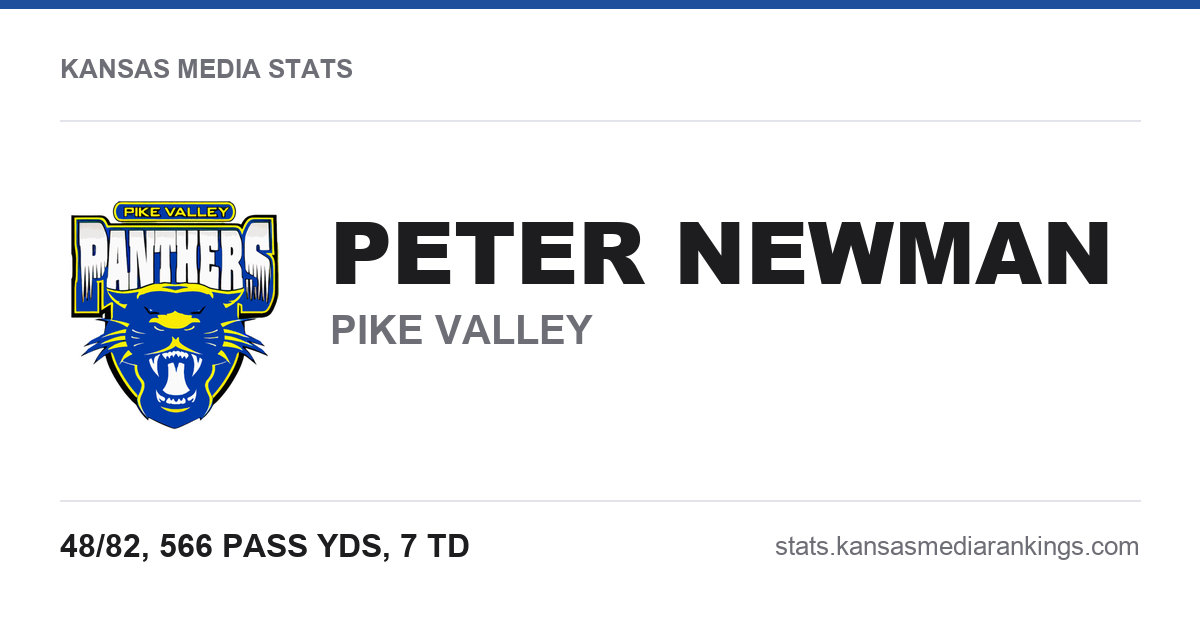 KANSAS MEDIA STATS
PIKE VALLEY
PANTHERS
PETER NEWMAN
PIKE VALLEY
48/82, 566 PASS YDS, 7 TD
stats.kansasmediarankings.com